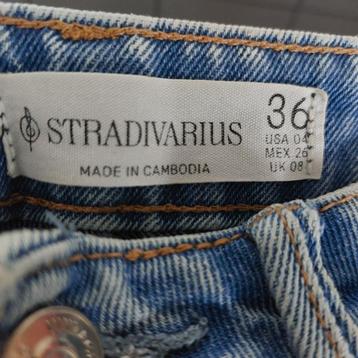 STRADIVARIUS
MADE IN CAMBODIA
36
USA 04
MEX 26
UK 08